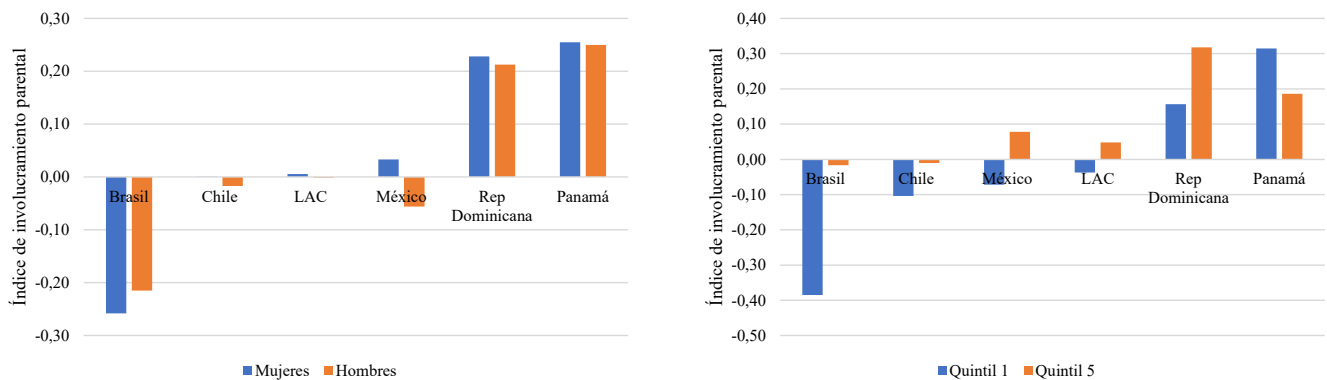 Índice de involucramiento parental
0,30
0,20
0,10
0,00
-0,10
-0,20
-0,30
Brasil
Chile
LAC
México
Rep
Dominicana
Panamá
Mujeres
Hombres
Índice de involucramiento parental
0,40
0,30
0,20
0,10
0,00
-0,10
-0,20
-0,30
-0,40
-0,50
Brasil
Chile
México
LAC
Rep
Dominicana
Panamá
Quintil 1
Quintil 5